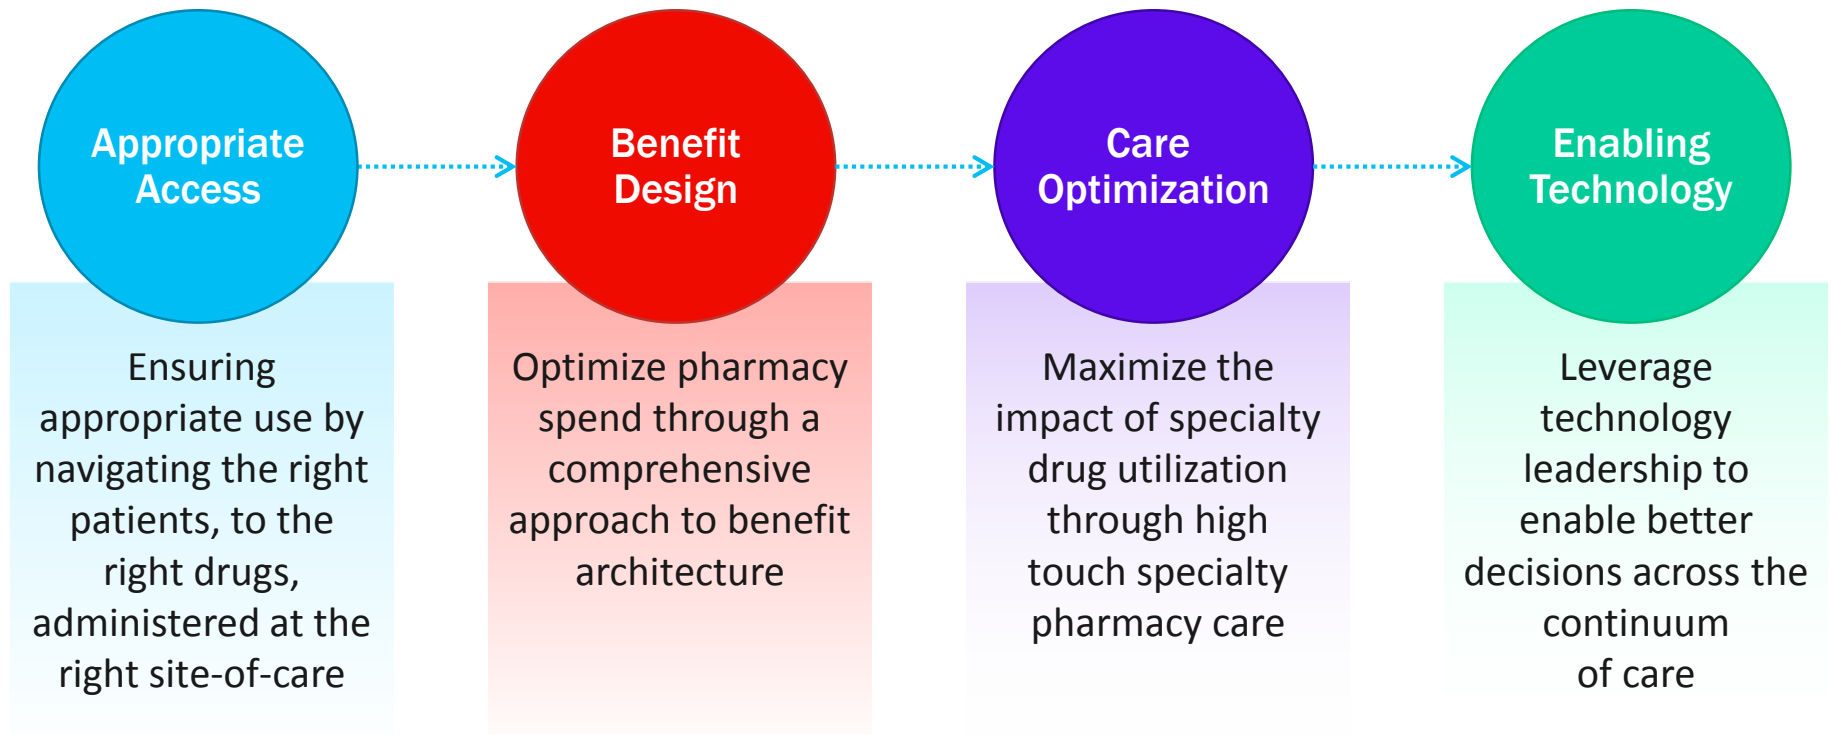 Appropriate
Access
Benefit
Design
Care
Optimization
Enabling
Technology
Ensuring
appropriate use by
navigating the right
patients, to the
right drugs,
administered at the
right site-of-care
Optimize pharmacy
spend through a
comprehensive
approach to benefit
architecture
Maximize the
impact of specialty
drug utilization
through high
touch specialty
pharmacy care
Leverage
technology
leadership to
enable better
decisions across the
continuum
of care